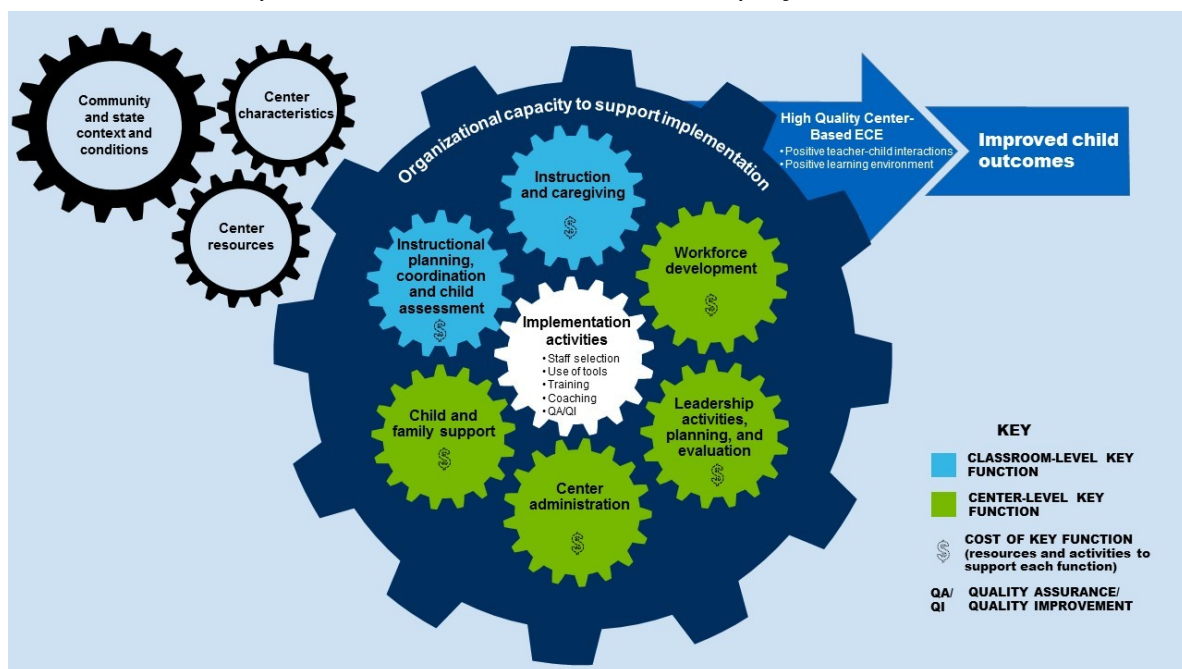 Community
and state
context and
conditions
Center
characteristics
Center
resources
Organizational capacity to support implementation
Instruction
and caregiving
$
Instructional
planning,
coordination
and child
assessment
$
Workforce
development
$
Implementation
activities
• Staff selection
• Use of tools
• Training
• Coaching
• QA/QI
Child and
family support
$
Leadership
activities,
planning, and
evaluation
$
Center
administration
$
High Quality Center-
Based ECE
• Positive teacher-child interactions
• Positive learning environment
Improved child
outcomes
KEY
CLASSROOM-LEVEL KEY
FUNCTION
CENTER-LEVEL KEY
FUNCTION
$ COST OF KEY FUNCTION
(resources and activities to
support each function)
QA/ QUALITY ASSURANCE/
QI QUALITY IMPROVEMENT